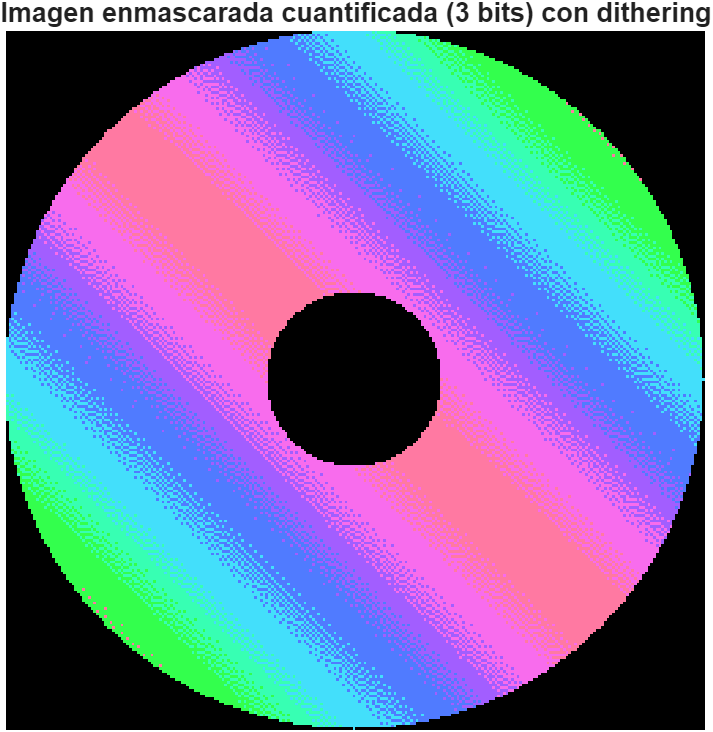 Imagen enmascarada cuantificada (3 bits) con dithering